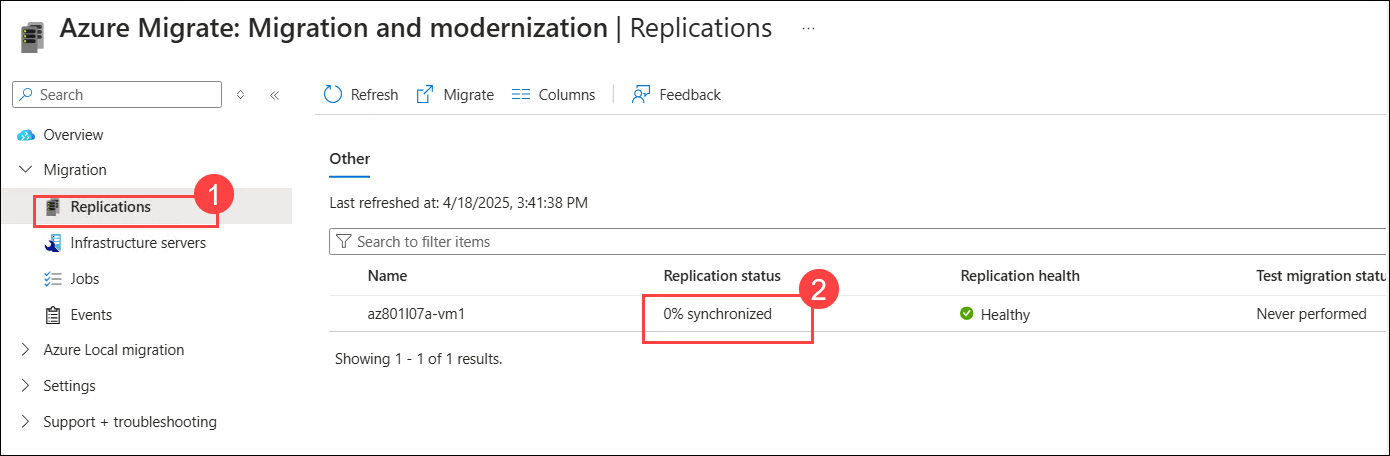 Azure Migrate: Migration and modernization | Replications ...
Search
Refresh Migrate Columns Feedback
Overview
Migration
Replications 1
Infrastructure servers
Jobs
Events
Azure Local migration
Settings
Support + troubleshooting
Other
Last refreshed at: 4/18/2025, 3:41:38 PM
Search to filter items
Name Replication status Replication health Test migration statu
2
az801l07a-vm1 0% synchronized Healthy Never performed
Showing 1 - 1 of 1 results.